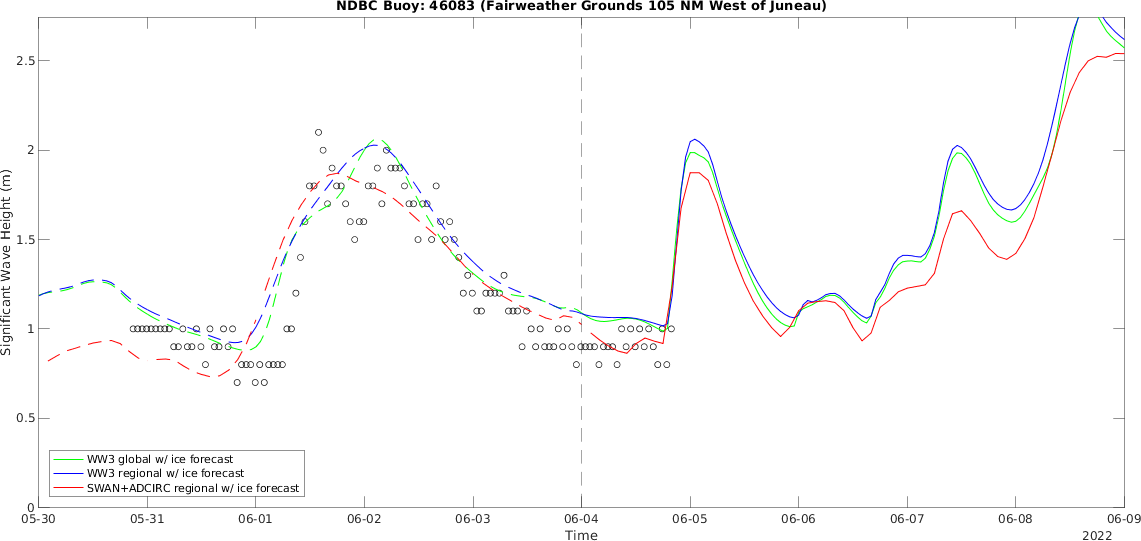 NDBC Buoy: 46083 (Fairweather Grounds 105 NM West of Juneau)
Significant Wave Height (m)
2.5
2
1.5
1
0.5
0
WW3 global w/ ice forecast
WW3 regional w/ ice forecast
SWAN+ADCIRC regional w/ ice forecast
05-30 05-31 06-01 06-02 06-03 06-04 06-05 06-06 06-07 06-08 06-09
Time
2022